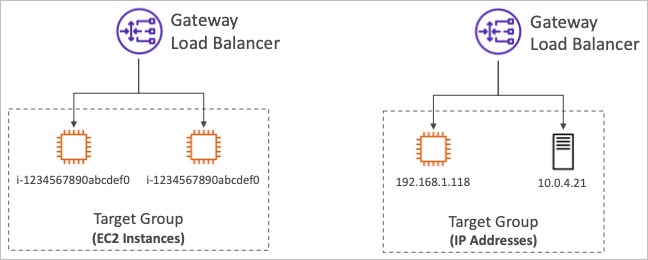 Gateway
Load Balancer
i-1234567890abcdef0
i-1234567890abcdef0
Target Group
(EC2 Instances)
Gateway
Load Balancer
192.168.1.118
10.0.4.21
Target Group
(IP Addresses)